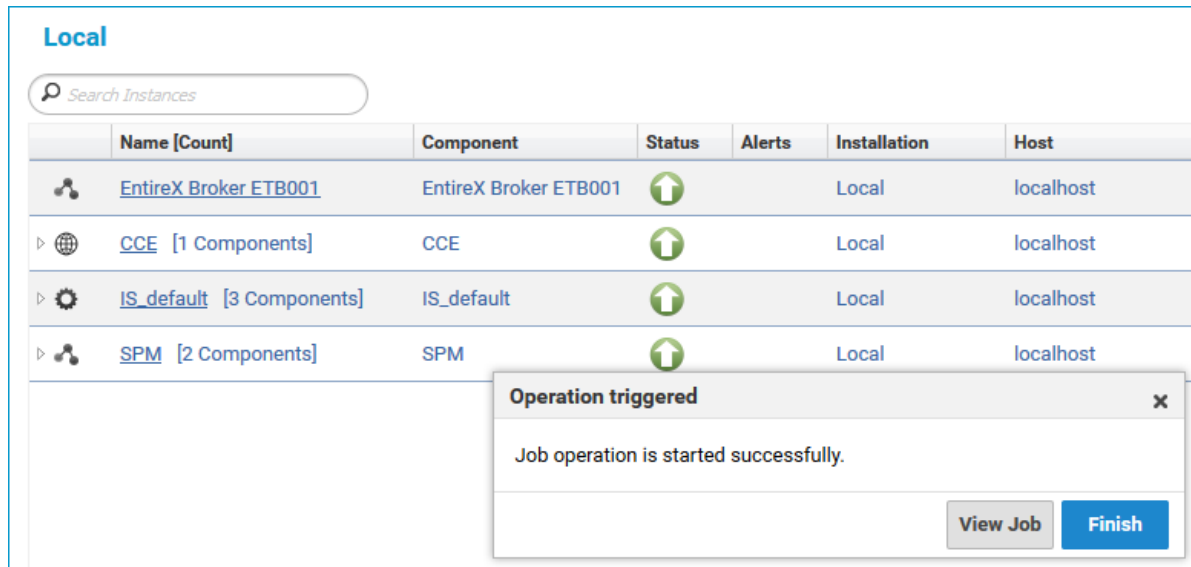 Local
Search Instances
Name [Count] Component Status Alerts Installation Host
EntireX Broker ETB001 EntireX Broker ETB001 Local localhost
CCE [1 Components] CCE Local localhost
IS_default [3 Components] IS_default Local localhost
SPM [2 Components] SPM Local localhost
Operation triggered
Job operation is started successfully.
View Job Finish